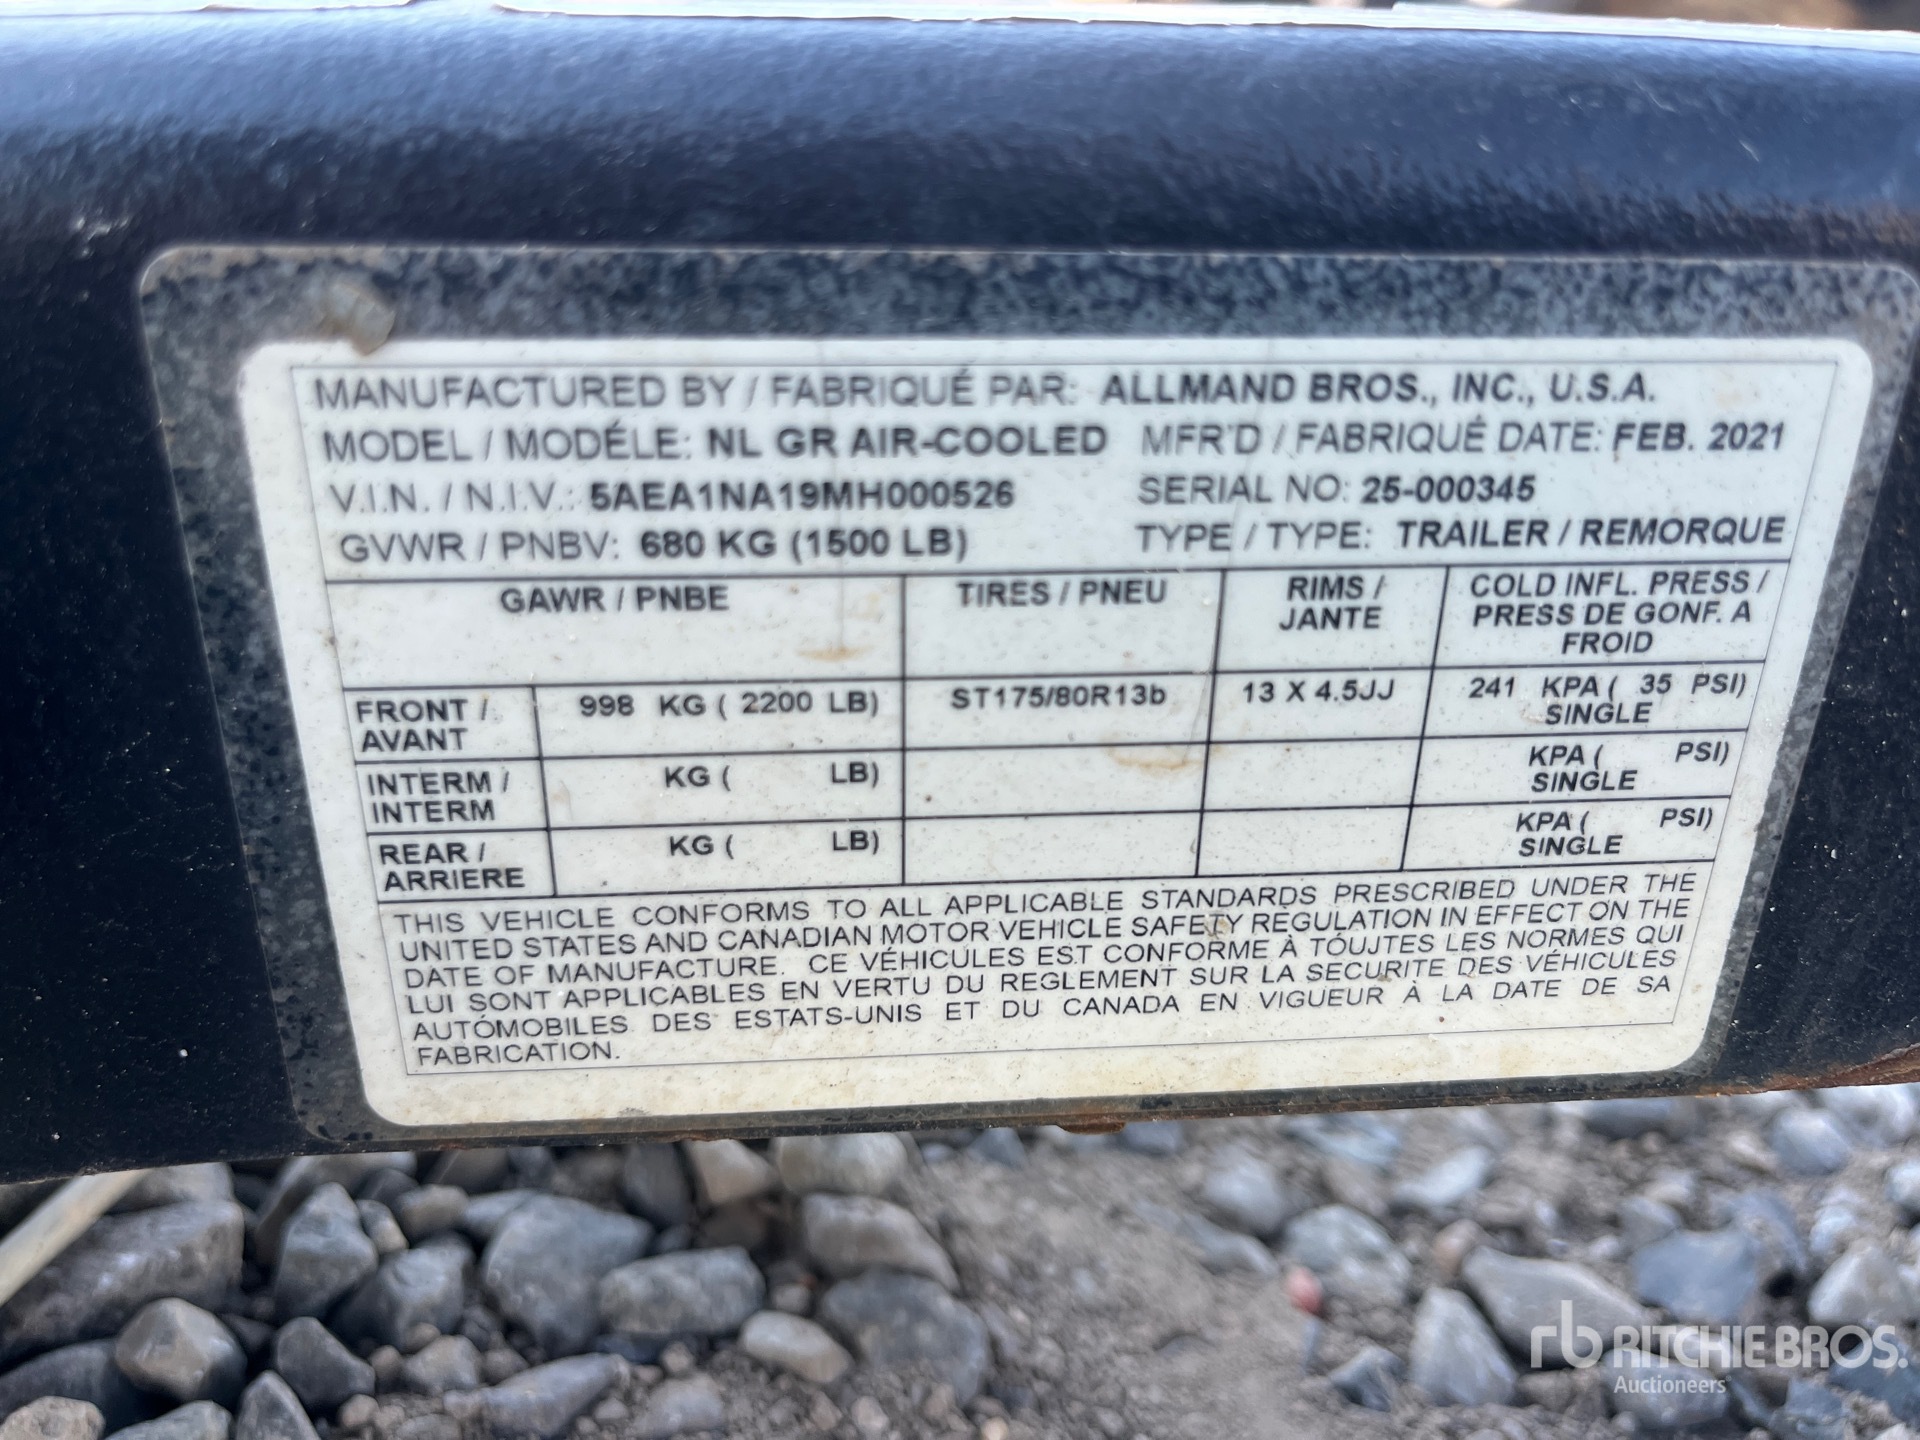 MANUFACTURED BY / FABRIQUÉ PAR: ALLMAND BROS., INC., U.S.A.
MODEL / MODÉLE: NL GR AIR-COOLED MFR'D / FABRIQUÉ DATE: FEB. 2021
V.I.N. / N.I.V.: 5AEA1NA19MH000526 SERIAL NO: 25-000345
GVWR / PNBV: 680 KG (1500 LB) TYPE / TYPE: TRAILER / REMORQUE
GAWR / PNBE TIRES / PNEU RIMS / JANTE COLD INFL. PRESS / PRESS DE GONF. A FROID
FRONT / AVANT 998 KG ( 2200 LB) ST175/80R13b 13 X 4.5JJ 241 KPA ( 35 PSI) SINGLE
INTERM / INTERM KG ( LB) KPA ( PSI) SINGLE
REAR / ARRIERE KG ( LB) KPA ( PSI) SINGLE
THIS VEHICLE CONFORMS TO ALL APPLICABLE STANDARDS PRESCRIBED UNDER THE
UNITED STATES AND CANADIAN MOTOR VEHICLE SAFETY REGULATION IN EFFECT ON THE
DATE OF MANUFACTURE. CE VÉHICULES EST CONFORME À TOUJTES LES NORMES QUI
LUI SONT APPLICABLES EN VERTU DU REGLEMENT SUR LA SECURITE DES VÉHICULES
AUTÓMOBILES DES ESTATS-UNIS ET DU CANADA EN VIGUEUR À LA DATE DE SA
FABRICATION.
rb RITCHIE BROS.
Auctioneers